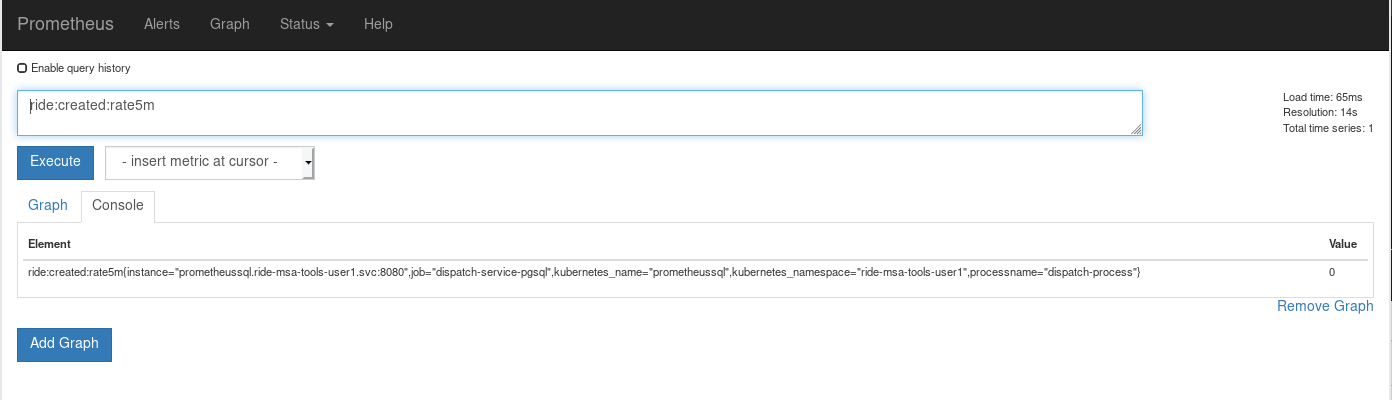 Prometheus Alerts Graph Status Help
Enable query history
ride:created:rate5m
Load time: 65ms
Resolution: 14s
Total time series: 1
Execute - insert metric at cursor -
Graph Console
Element Value
ride:created:rate5m{instance="prometheussql.ride-msa-tools-user1.svc:8080",job="dispatch-service-pgsql",kubernetes_name="prometheussql",kubernetes_namespace="ride-msa-tools-user1",processname="dispatch-process"} 0
Remove Graph
Add Graph